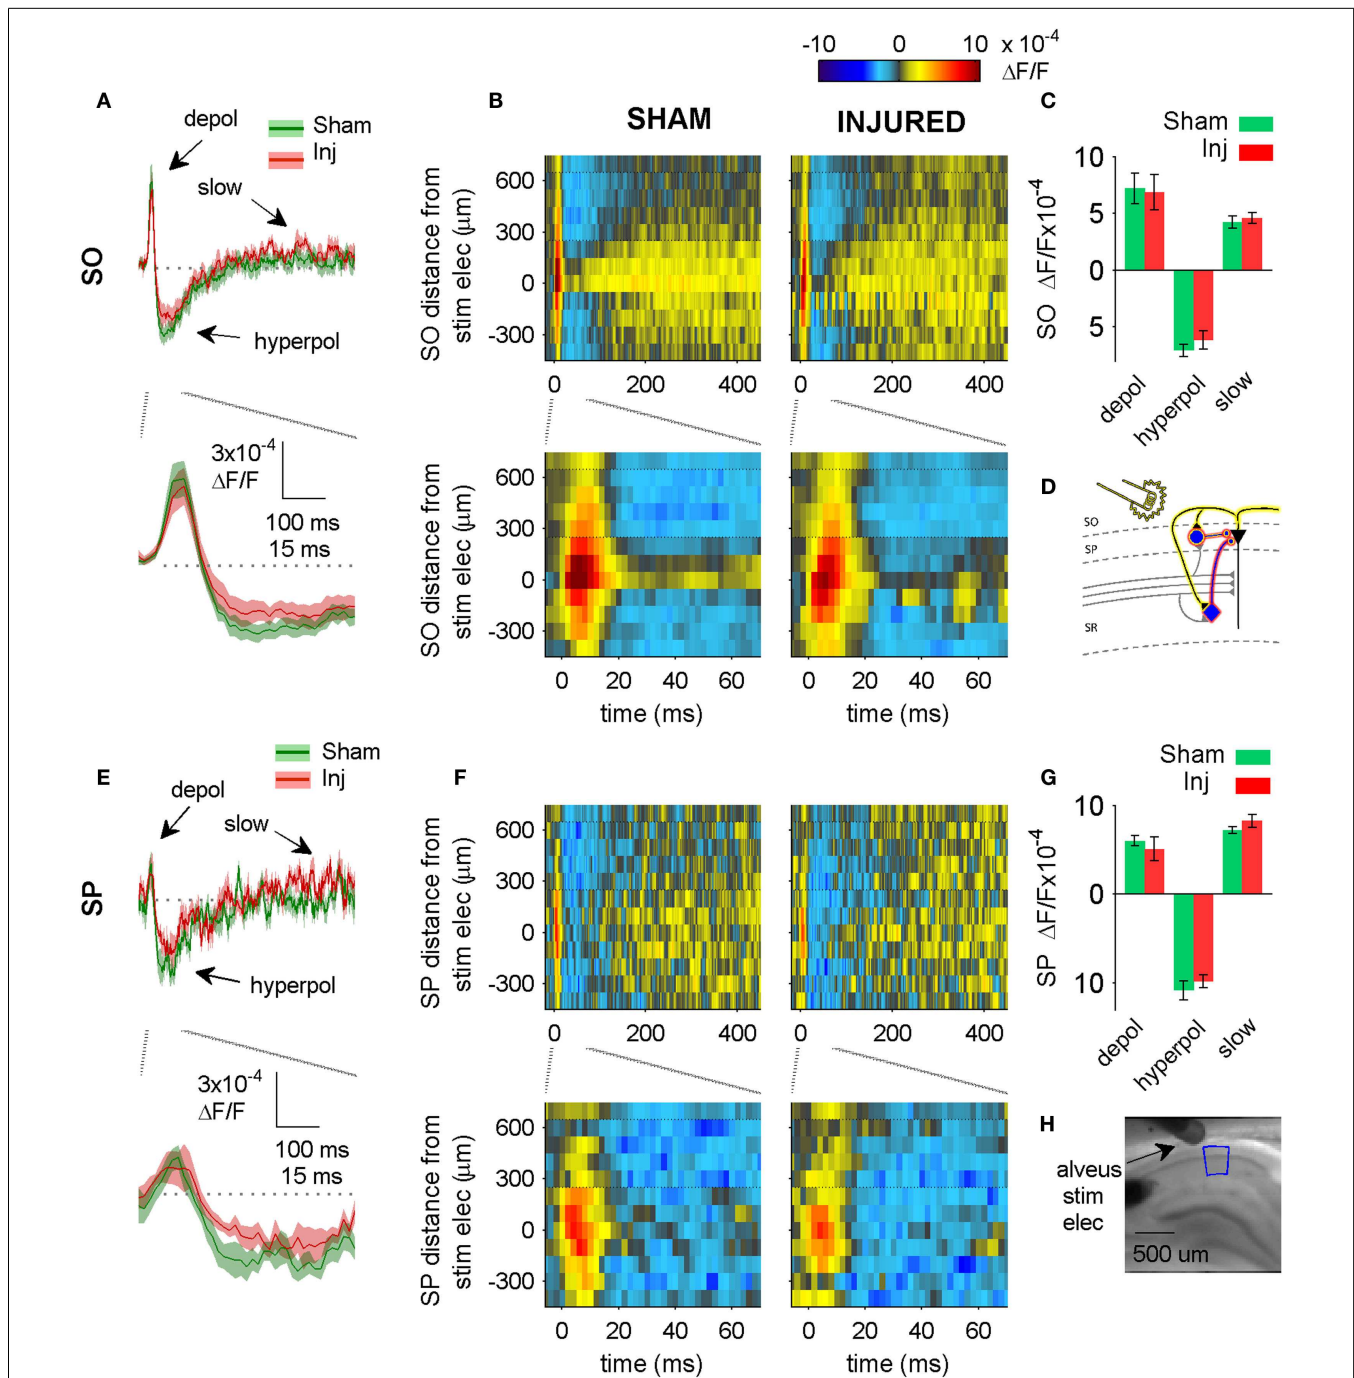 -10 0 10 x 10⁻⁴
ΔF/F
A
depol
Sham
Inj
slow
hyperpol
SO
3x10⁻⁴
ΔF/F
100 ms
15 ms
B
SHAM
INJURED
SO distance from
stim elec (µm)
600
300
0
-300
0 200 400
0 200 400
SO distance from
stim elec (µm)
600
300
0
-300
0 20 40 60
0 20 40 60
time (ms)
time (ms)
C
Sham
Inj
SO ΔF/Fx10⁻⁴
10
5
0
5
depol
hyperpol
slow
D
SO
SP
SR
E
Sham
Inj
depol
slow
hyperpol
SP
3x10⁻⁴
ΔF/F
100 ms
15 ms
F
SP distance from
stim elec (µm)
600
300
0
-300
0 200 400
0 200 400
SP distance from
stim elec (µm)
600
300
0
-300
0 20 40 60
0 20 40 60
time (ms)
time (ms)
G
Sham
Inj
SP ΔF/Fx10⁻⁴
10
0
10
depol
hyperpol
slow
H
alveus
stim
elec
500 um